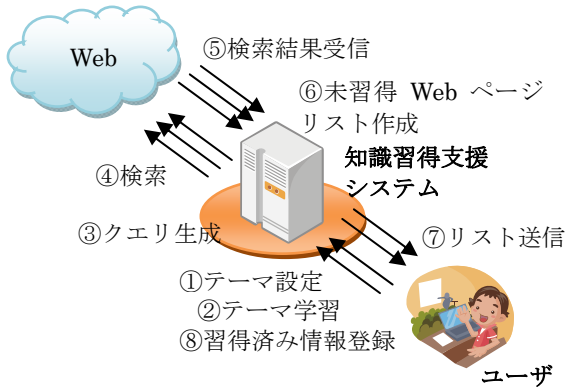 Web
⑤検索結果受信
⑥未習得 Web ページ
リスト作成
④検索
知識習得支援
システム
③クエリ生成
⑦リスト送信
①テーマ設定
②テーマ学習
⑧習得済み情報登録
ユーザ